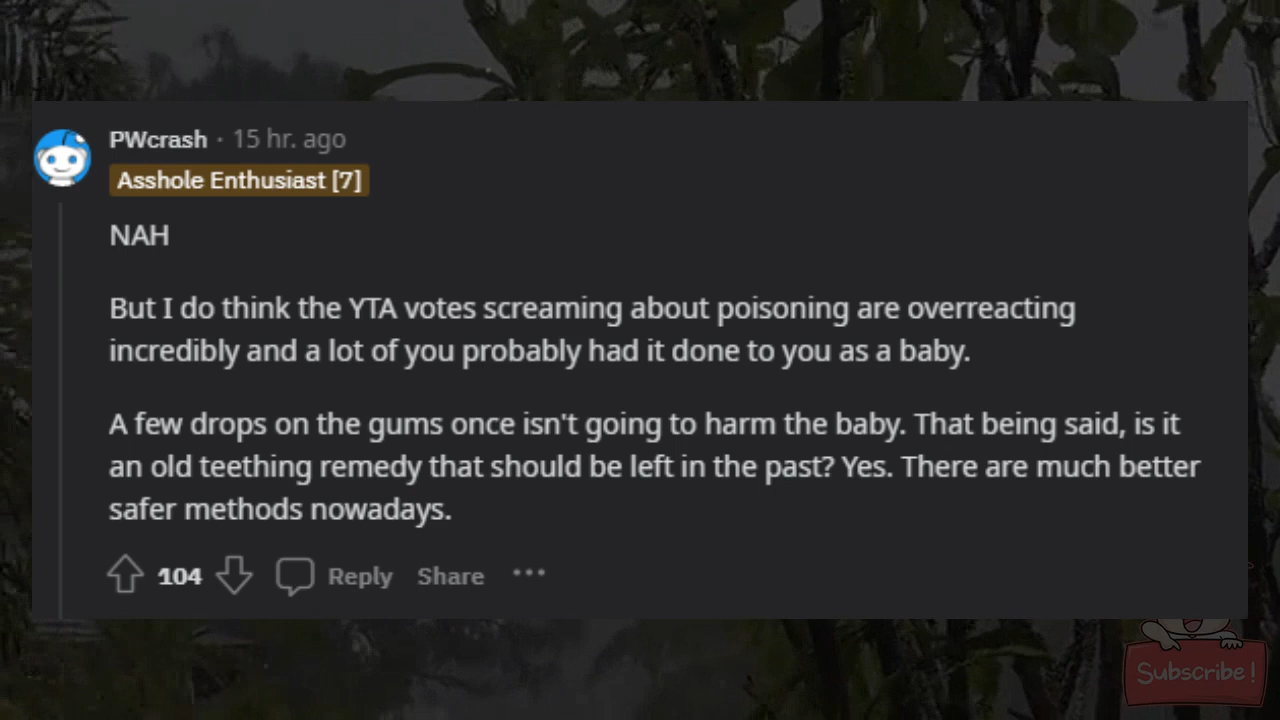 PWcrash · 15 hr. ago
Asshole Enthusiast [7]
NAH
But I do think the YTA votes screaming about poisoning are overreacting
incredibly and a lot of you probably had it done to you as a baby.
A few drops on the gums once isn't going to harm the baby. That being said, is it
an old teething remedy that should be left in the past? Yes. There are much better
safer methods nowadays.
104 Reply Share ···
Subscribe!